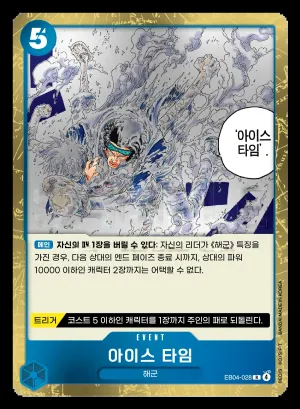 5
'아이스
타임'.
메인 자신의 패 1장을 버릴 수 있다: 자신의 리더가 《해군》 특징을
가진 경우, 다음 상대의 엔드 페이즈 종료 시까지, 상대의 파워
10000 이하인 캐릭터 2장까지는 어택할 수 없다.
트리거 코스트 5 이하인 캐릭터를 1장까지 주인의 패로 되돌린다.
EVENT
아이스 타임
해군
EB04-028 R